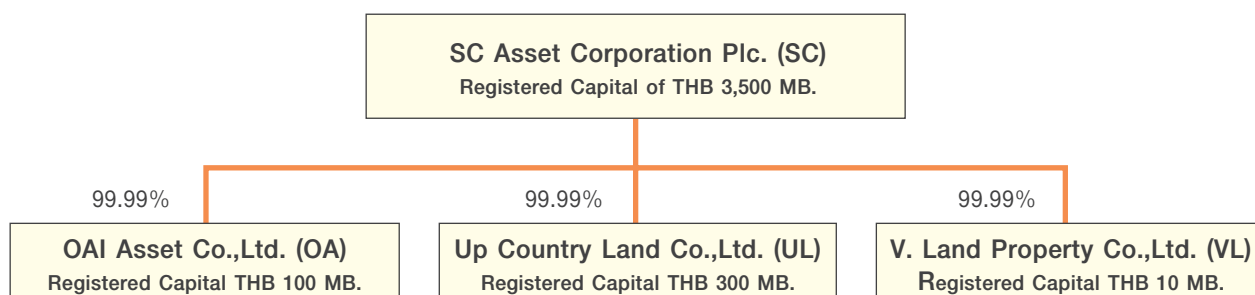 SC Asset Corporation Plc. (SC)
Registered Capital of THB 3,500 MB.
99.99%
99.99%
99.99%
OAI Asset Co.,Ltd. (OA)
Registered Capital THB 100 MB.
Up Country Land Co.,Ltd. (UL)
Registered Capital THB 300 MB.
V. Land Property Co.,Ltd. (VL)
Registered Capital THB 10 MB.